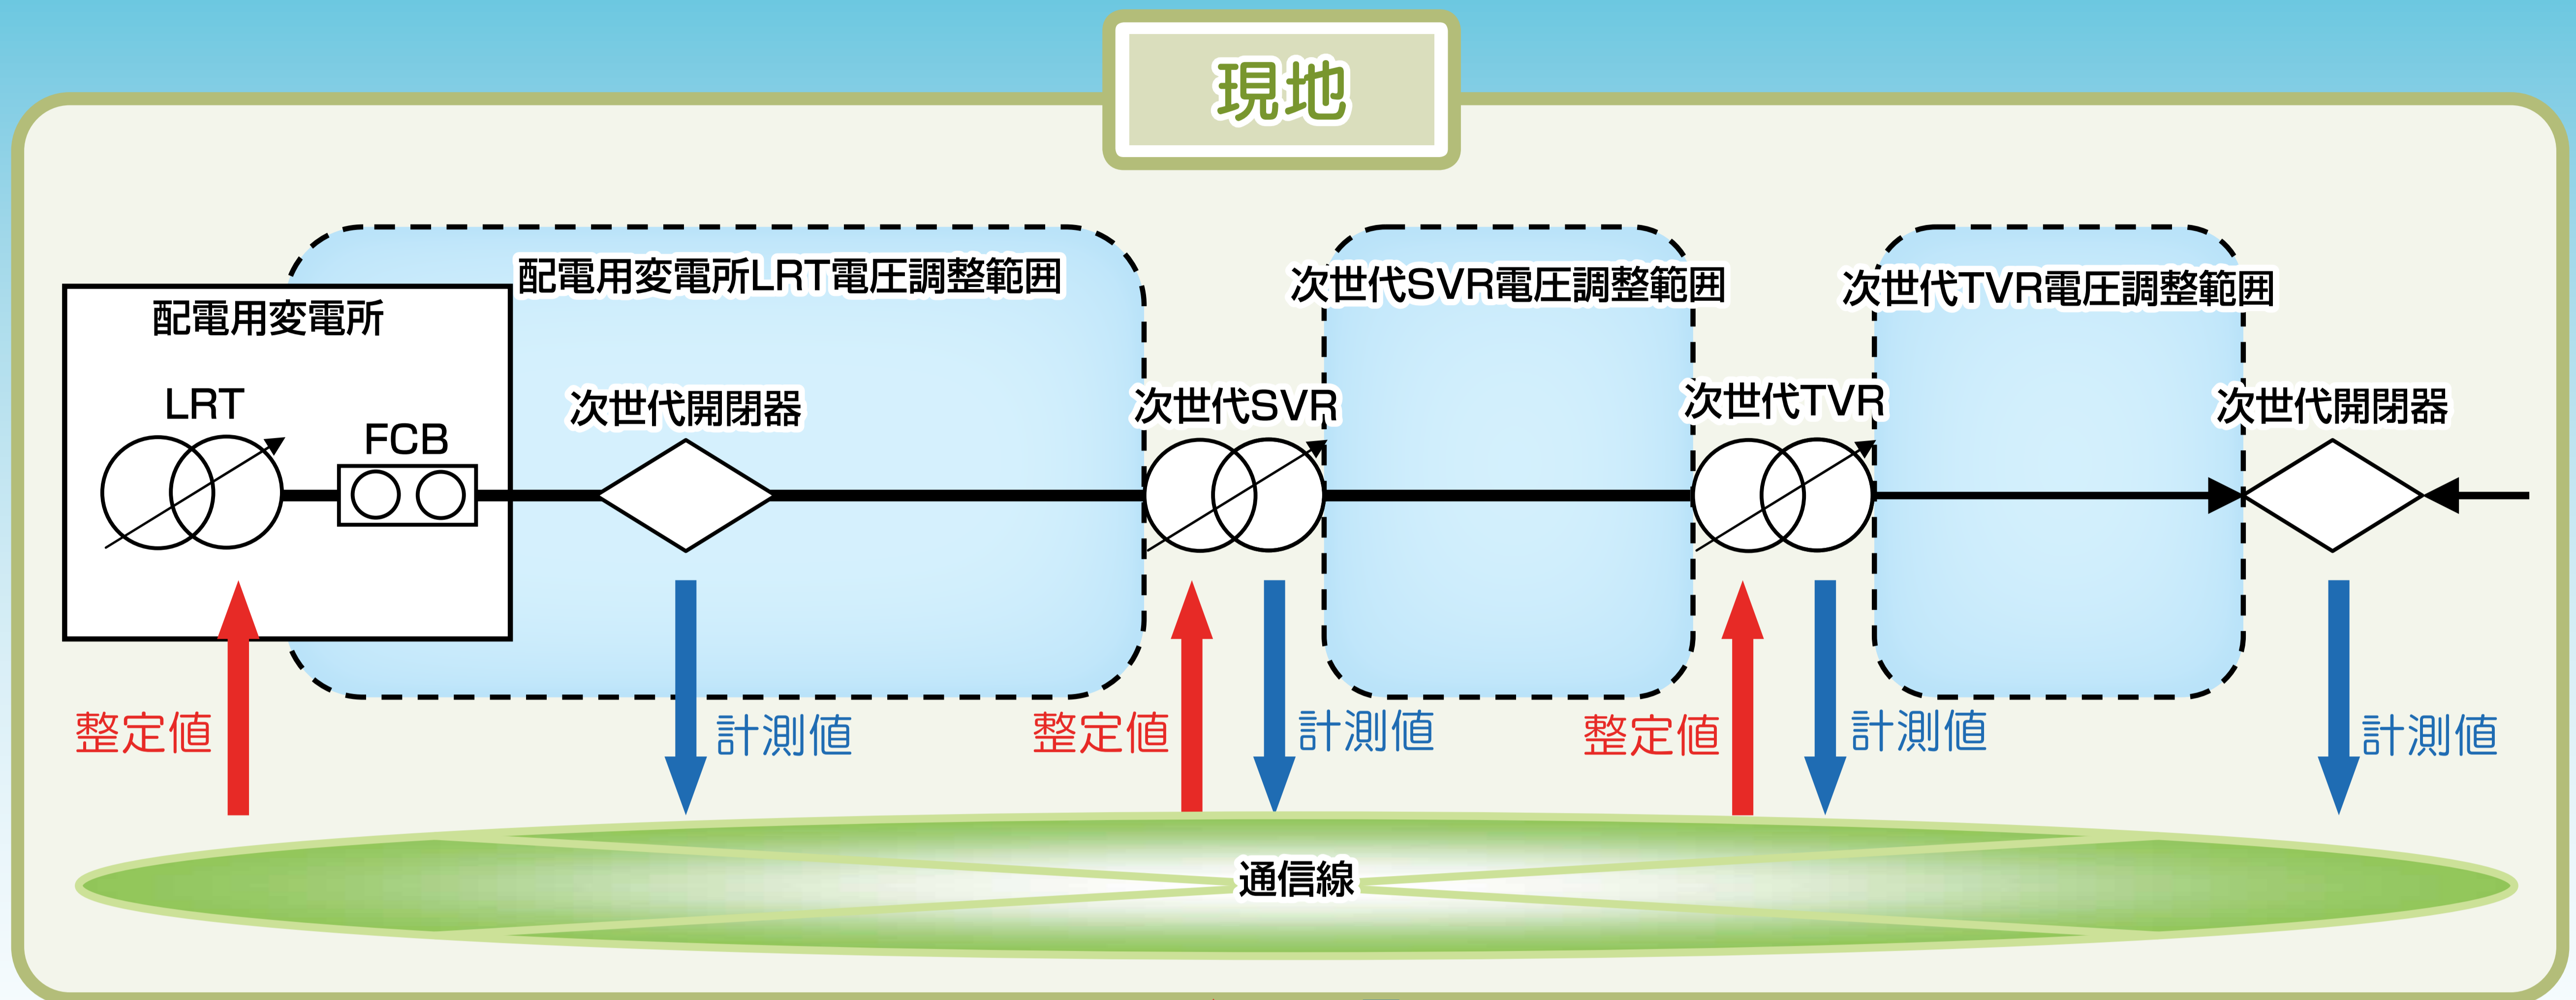 現地
配電用変電所LRT電圧調整範囲
次世代SVR電圧調整範囲
次世代TVR電圧調整範囲
配電用変電所
LRT
FCB
次世代開閉器
次世代SVR
次世代TVR
次世代開閉器
整定値
計測値
整定値
計測値
整定値
計測値
計測値
通信線